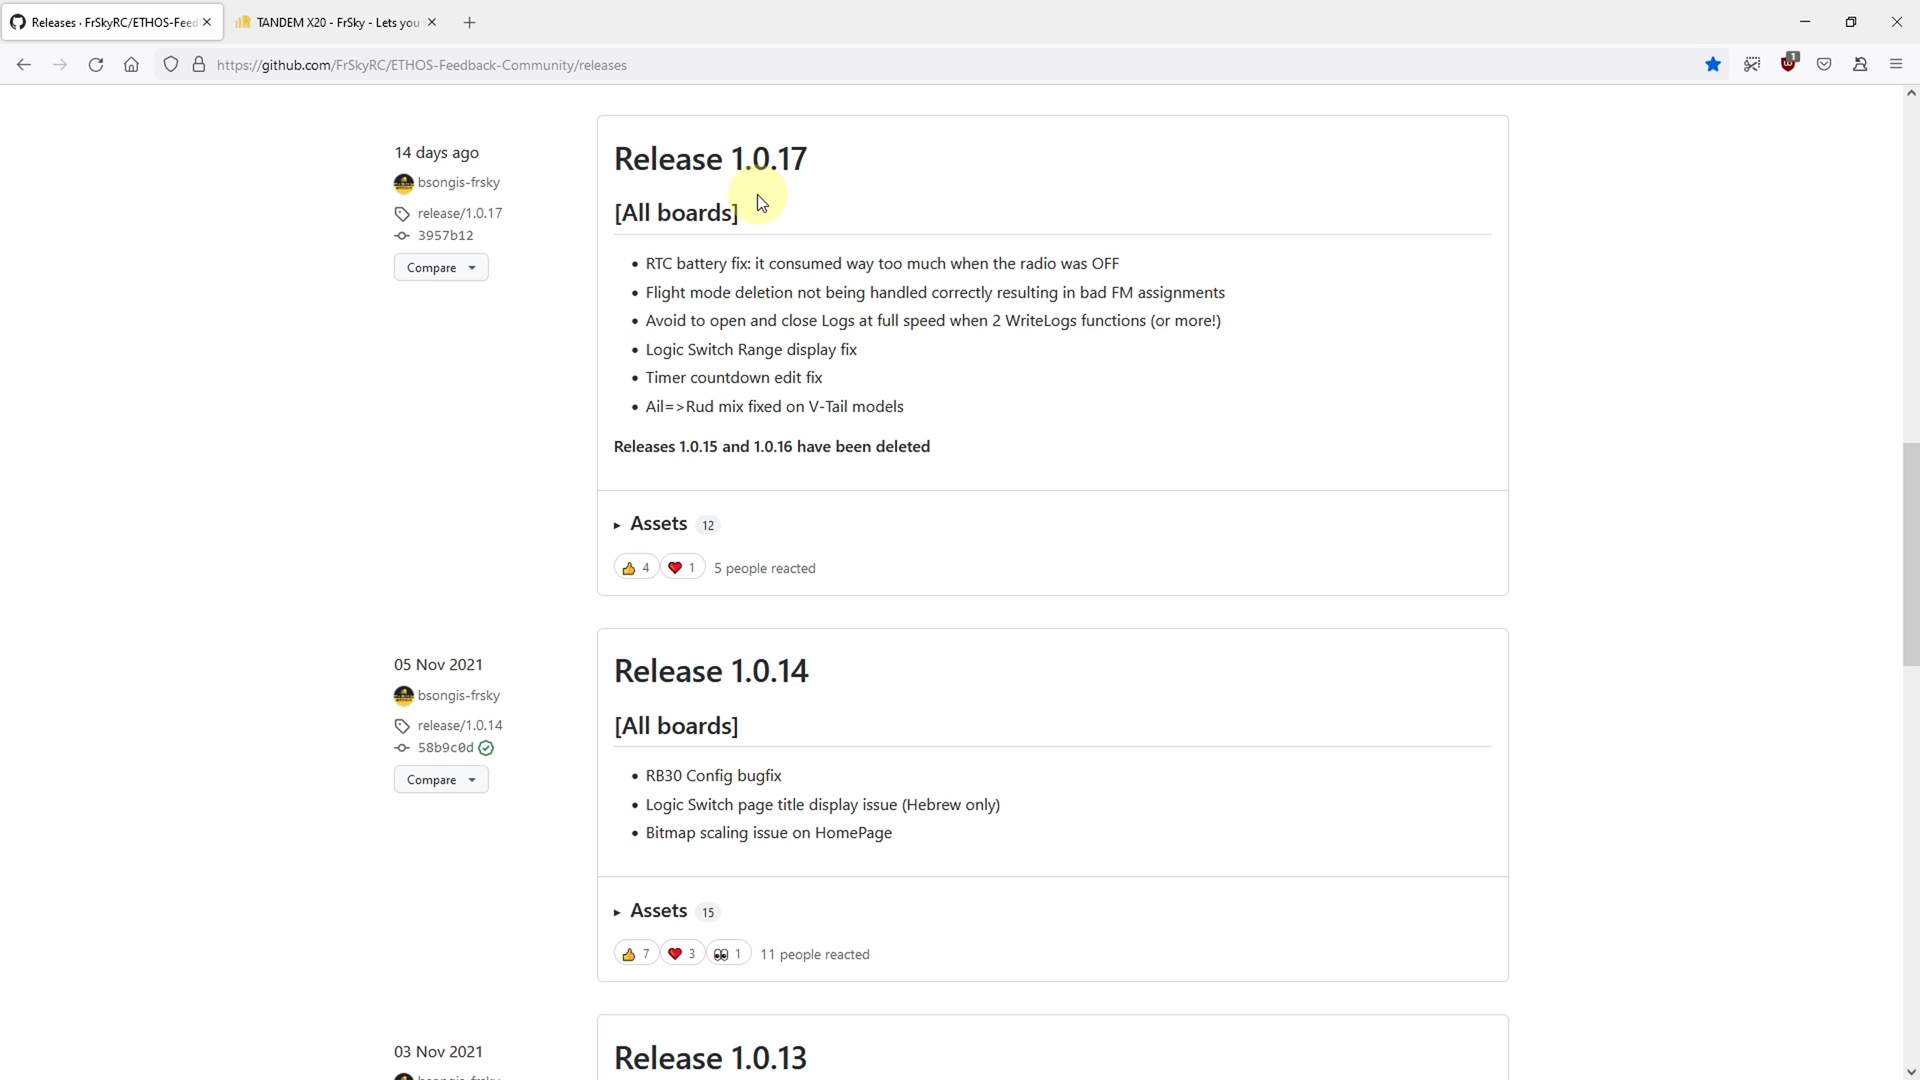 Releases · FrSkyRC/ETHOS-Feed
TANDEM X20 - FrSky - Lets you
https://github.com/FrSkyRC/ETHOS-Feedback-Community/releases
1
14 days ago
bsongis-frsky
release/1.0.17
3957b12
Compare
Release 1.0.17
[All boards]
RTC battery fix: it consumed way too much when the radio was OFF
Flight mode deletion not being handled correctly resulting in bad FM assignments
Avoid to open and close Logs at full speed when 2 WriteLogs functions (or more!)
Logic Switch Range display fix
Timer countdown edit fix
Ail=>Rud mix fixed on V-Tail models
Releases 1.0.15 and 1.0.16 have been deleted
Assets 12
4 1 5 people reacted
05 Nov 2021
bsongis-frsky
release/1.0.14
58b9c0d
Compare
Release 1.0.14
[All boards]
RB30 Config bugfix
Logic Switch page title display issue (Hebrew only)
Bitmap scaling issue on HomePage
Assets 15
7 3 1 11 people reacted
03 Nov 2021
Release 1.0.13